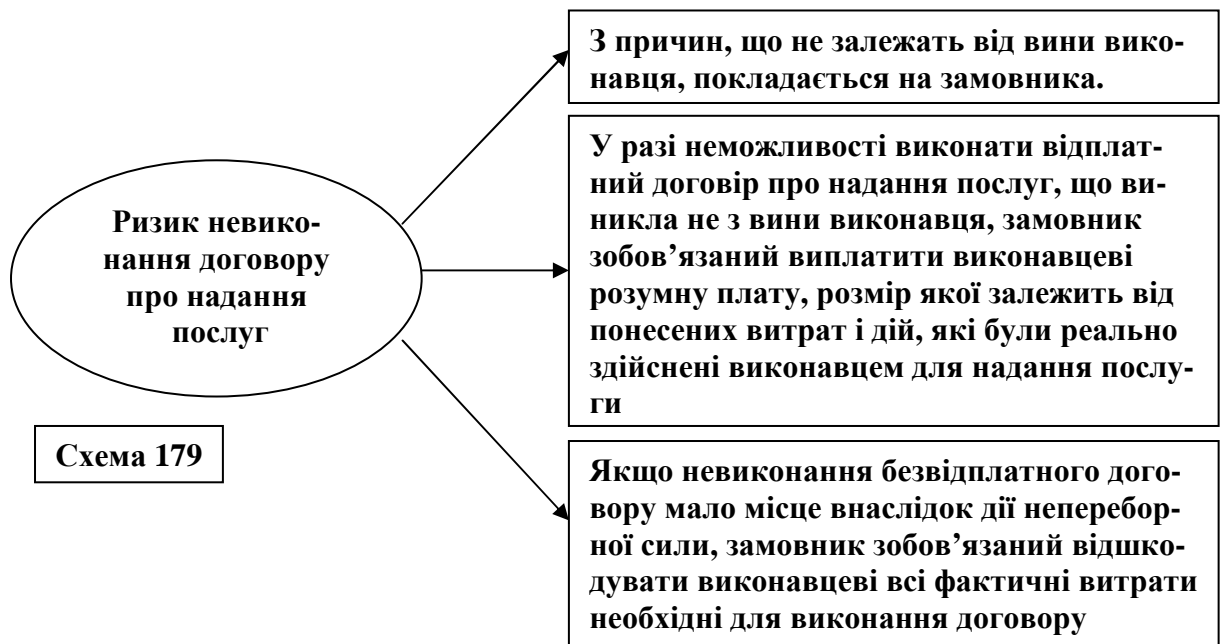 З причин, що не залежать від вини вико-
навця, покладається на замовника.
У разі неможливості виконати відплат-
ний договір про надання послуг, що ви-
никла не з вини виконавця, замовник
зобов’язаний виплатити виконавцеві
розумну плату, розмір якої залежить від
понесених витрат і дій, які були реально
здійснені виконавцем для надання послу-
ги
Ризик невико-
нання договору
про надання
послуг
Схема 179
Якщо невиконання безвідплатного дого-
вору мало місце внаслідок дії неперебор-
ної сили, замовник зобов’язаний відшко-
дувати виконавцеві всі фактичні витрати
необхідні для виконання договору